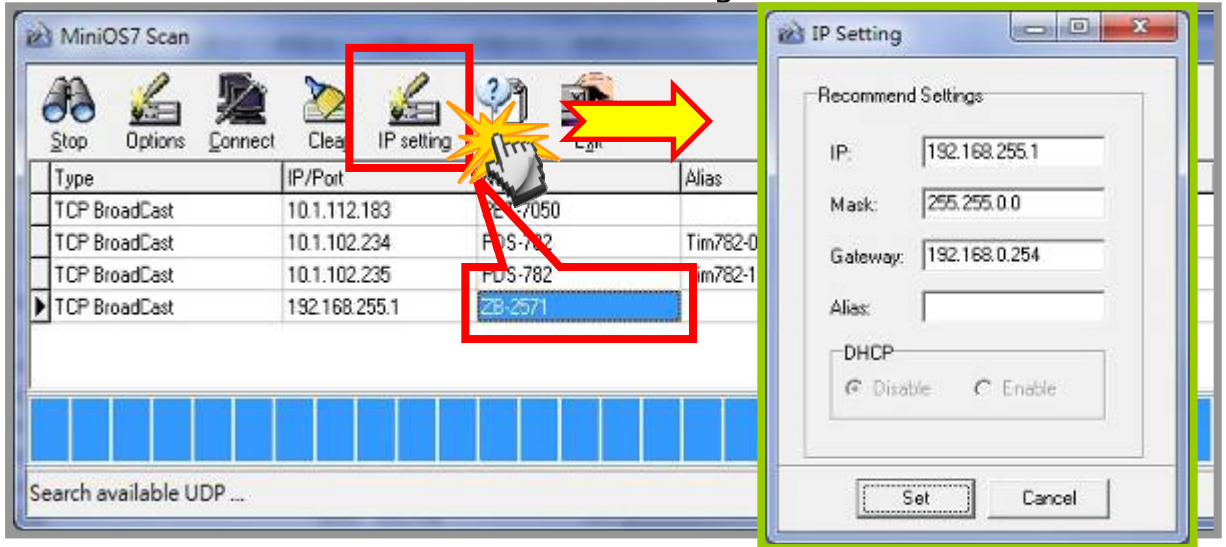 MiniOS7 Scan
Stop Options Connect IP setting
Type IP/Port Alias
TCP BroadCast 10.1.112.183
TCP BroadCast 10.1.102.234 Tim782-0
TCP BroadCast 10.1.102.235 PDS-782
TCP BroadCast 192.168.255.1 ZB-2571
Search available UDP ...
IP Setting
Recommend Settings
IP: 192.168.255.1
Mask: 255.255.0.0
Gateway: 192.168.0.254
Alias:
DHCP
Disable Enable
Set Cancel